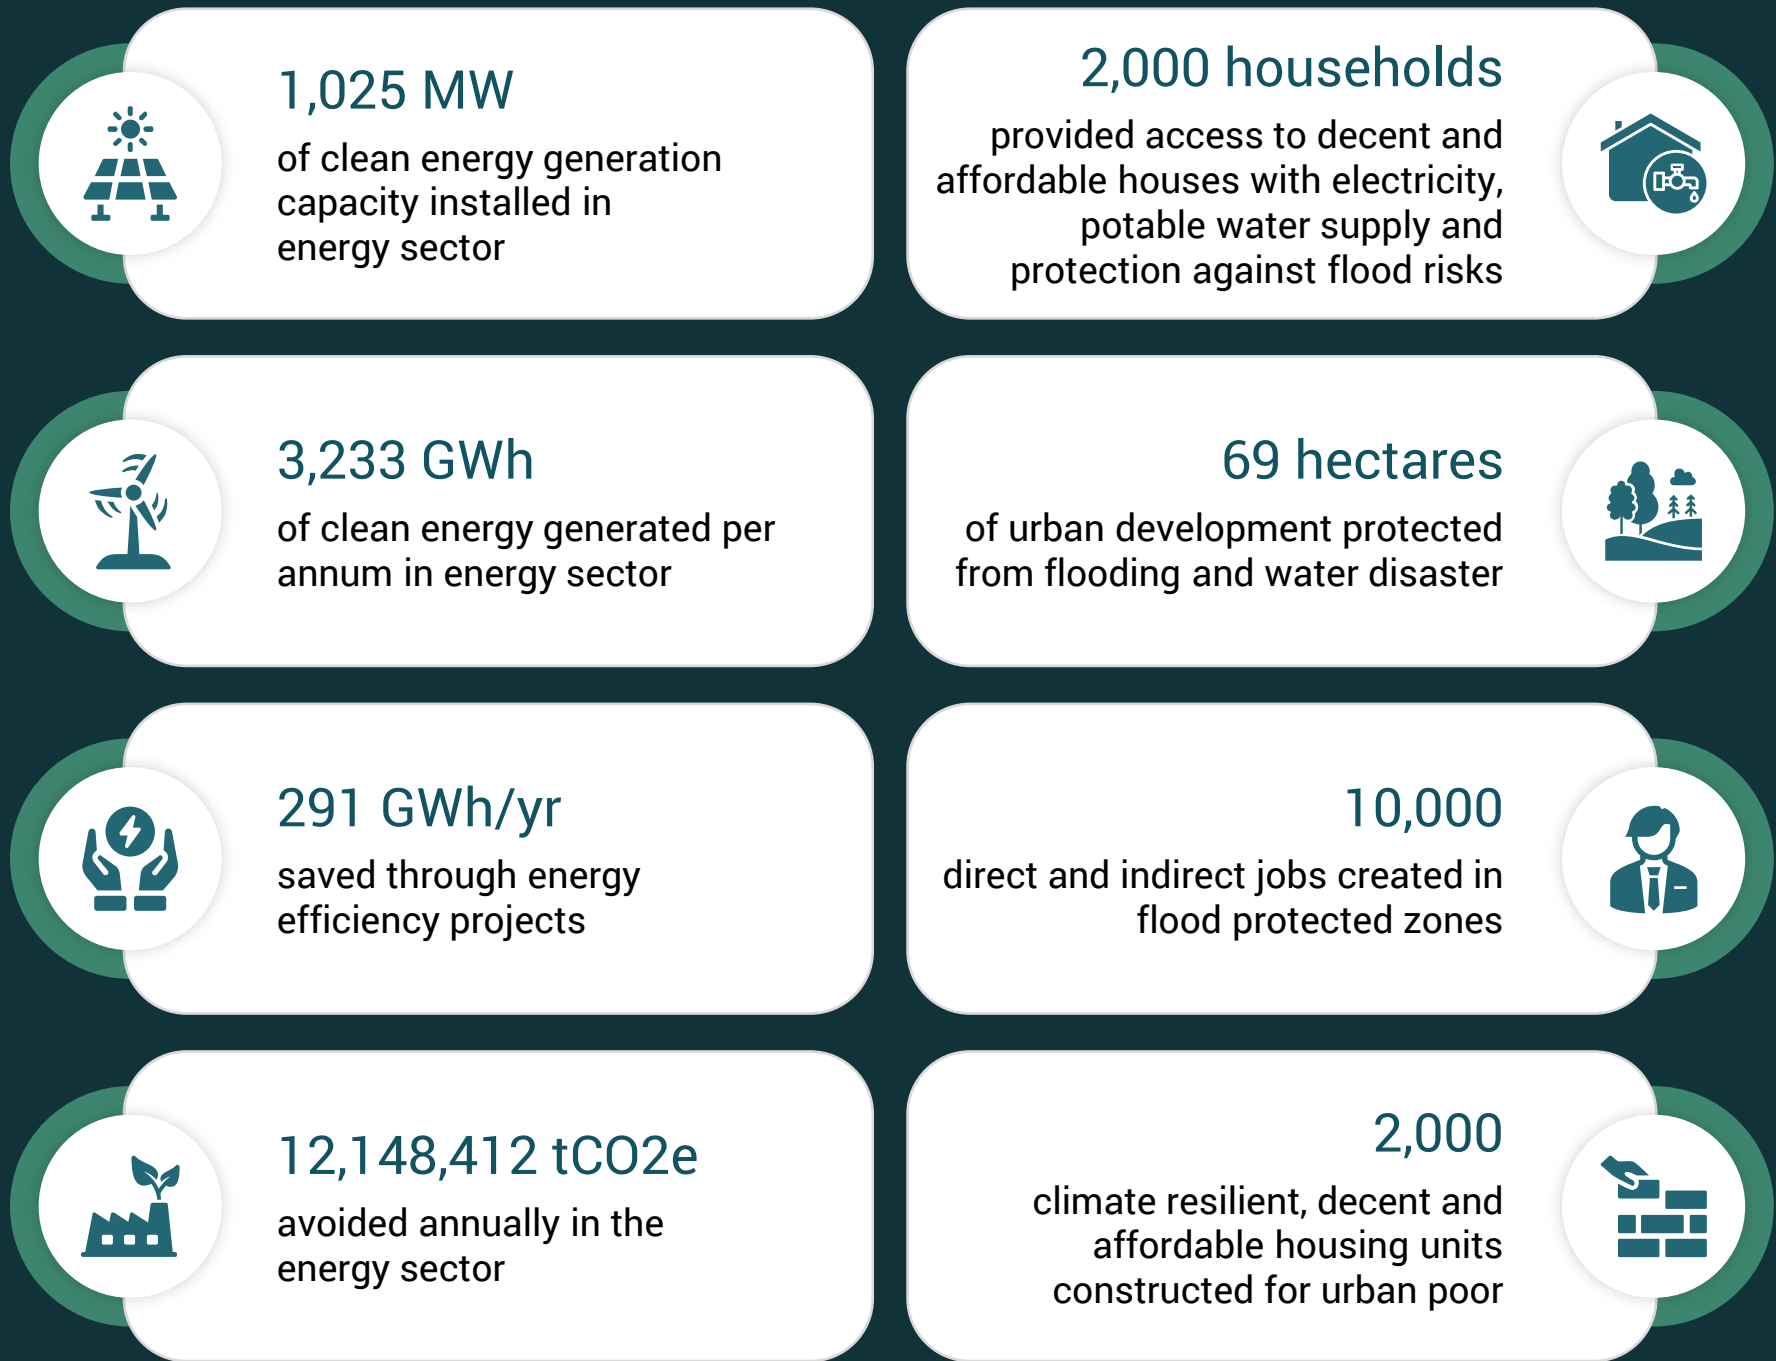 1,025 MW
of clean energy generation
capacity installed in
energy sector
2,000 households
provided access to decent and
affordable houses with electricity,
potable water supply and
protection against flood risks
3,233 GWh
of clean energy generated per
annum in energy sector
69 hectares
of urban development protected
from flooding and water disaster
291 GWh/yr
saved through energy
efficiency projects
10,000
direct and indirect jobs created in
flood protected zones
12,148,412 tCO2e
avoided annually in the
energy sector
2,000
climate resilient, decent and
affordable housing units
constructed for urban poor